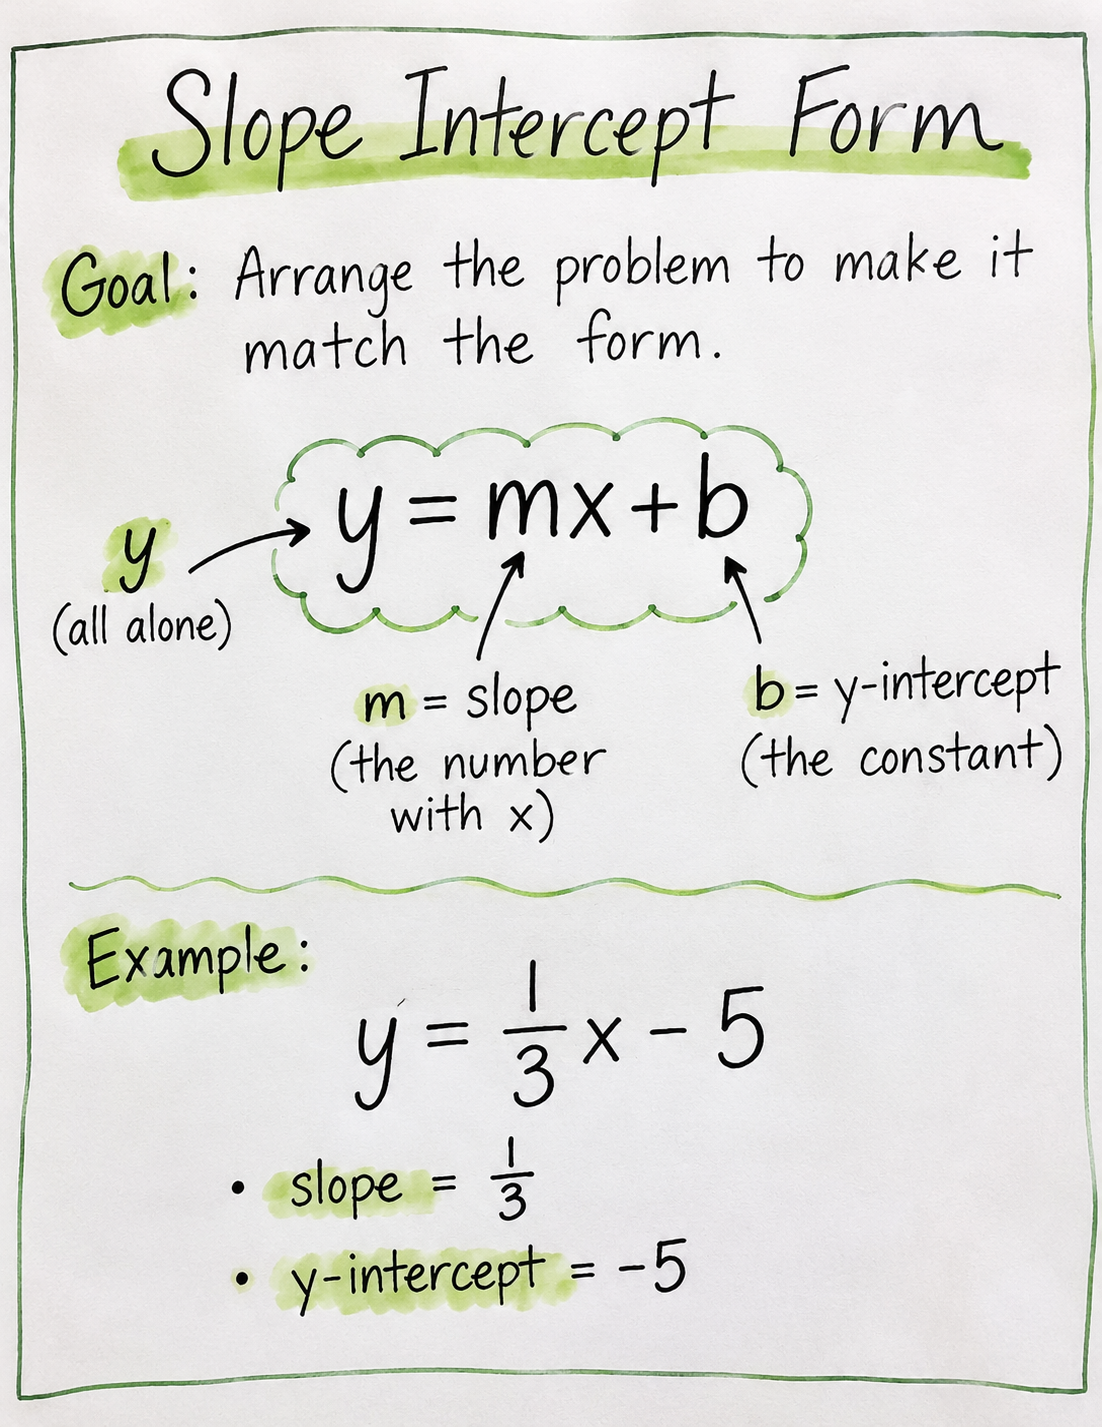 Slope Intercept Form
Goal: Arrange the problem to make it
match the form.
y = mx + b
y
(all alone)
m = slope
(the number
with x)
b = y-intercept
(the constant)
Example:
y = 1/3 x - 5
• slope = 1/3
• y-intercept = -5